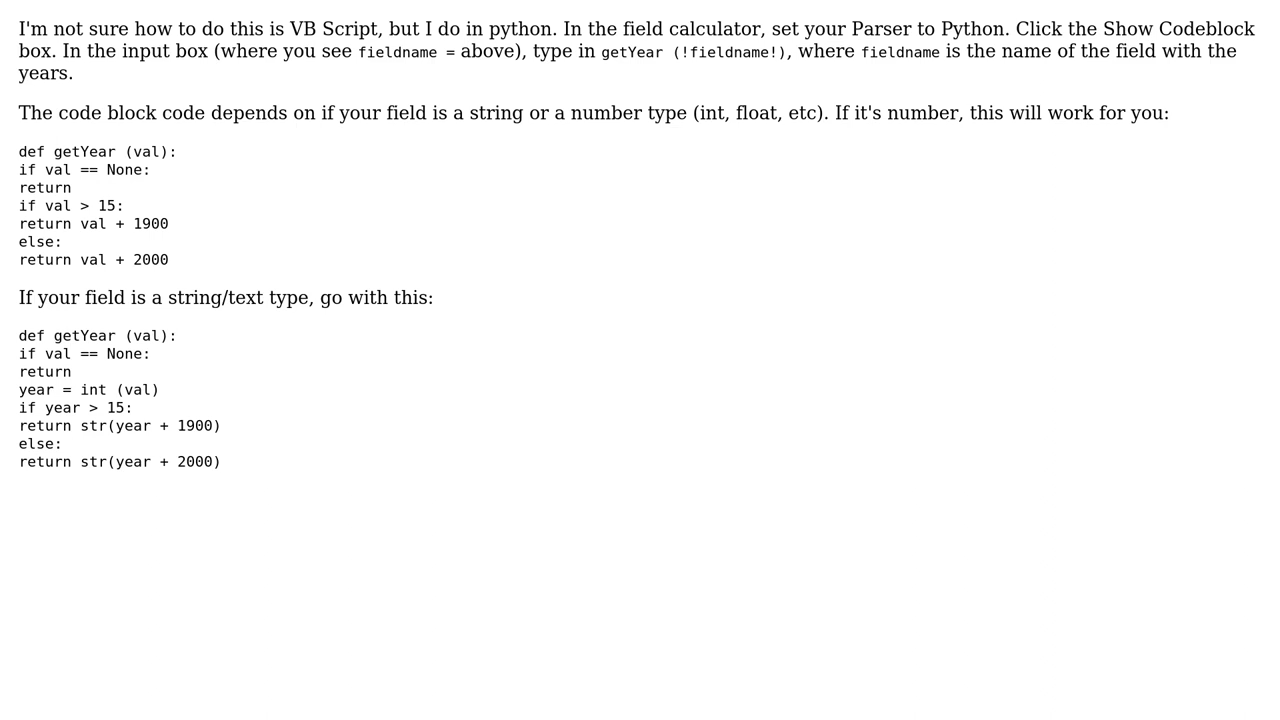 I'm not sure how to do this is VB Script, but I do in python. In the field calculator, set your Parser to Python. Click the Show Codeblock
box. In the input box (where you see fieldname = above), type in getYear (!fieldname!), where fieldname is the name of the field with the
years.
The code block code depends on if your field is a string or a number type (int, float, etc). If it's number, this will work for you:
def getYear (val):
if val == None:
return
if val > 15:
return val + 1900
else:
return val + 2000
If your field is a string/text type, go with this:
def getYear (val):
if val == None:
return
year = int (val)
if year > 15:
return str(year + 1900)
else:
return str(year + 2000)